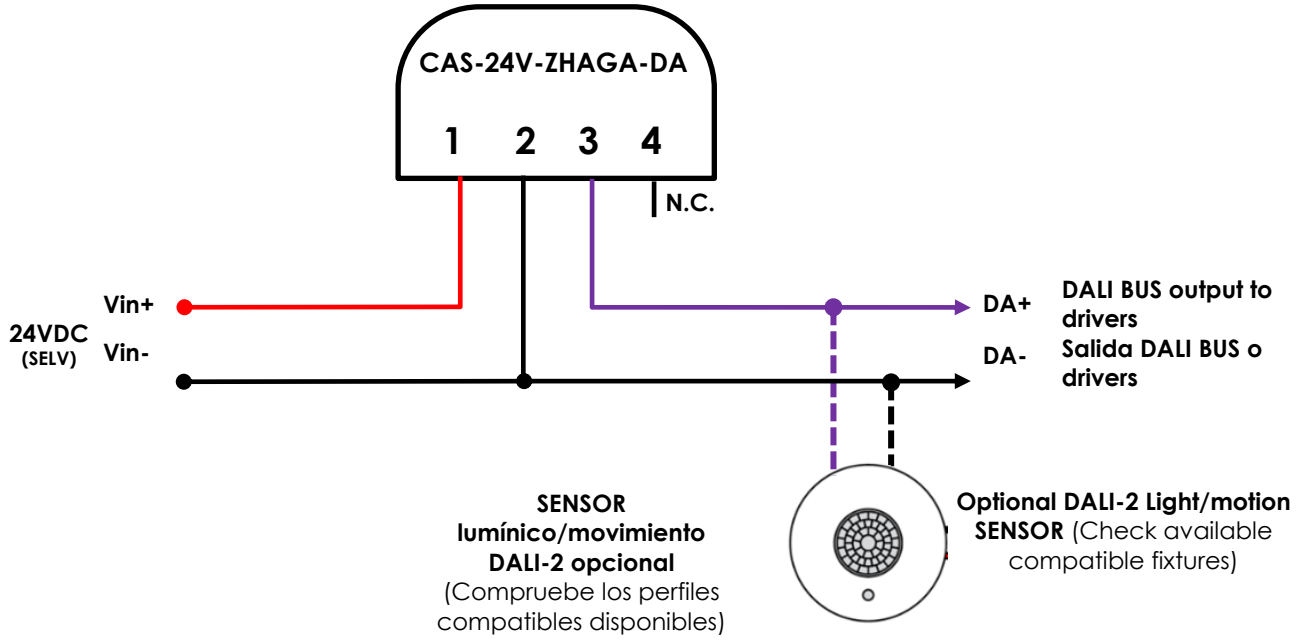 CAS-24V-ZHAGA-DA
1 2 3 4
N.C.
Vin+
24VDC
(SELV)
Vin-
DA+
DALI BUS output to
drivers
DA-
Salida DALI BUS o
drivers
SENSOR
lumínico/movimiento
DALI-2 opcional
(Compruebe los perfiles
compatibles disponibles)
Optional DALI-2 Light/motion
SENSOR (Check available
compatible fixtures)